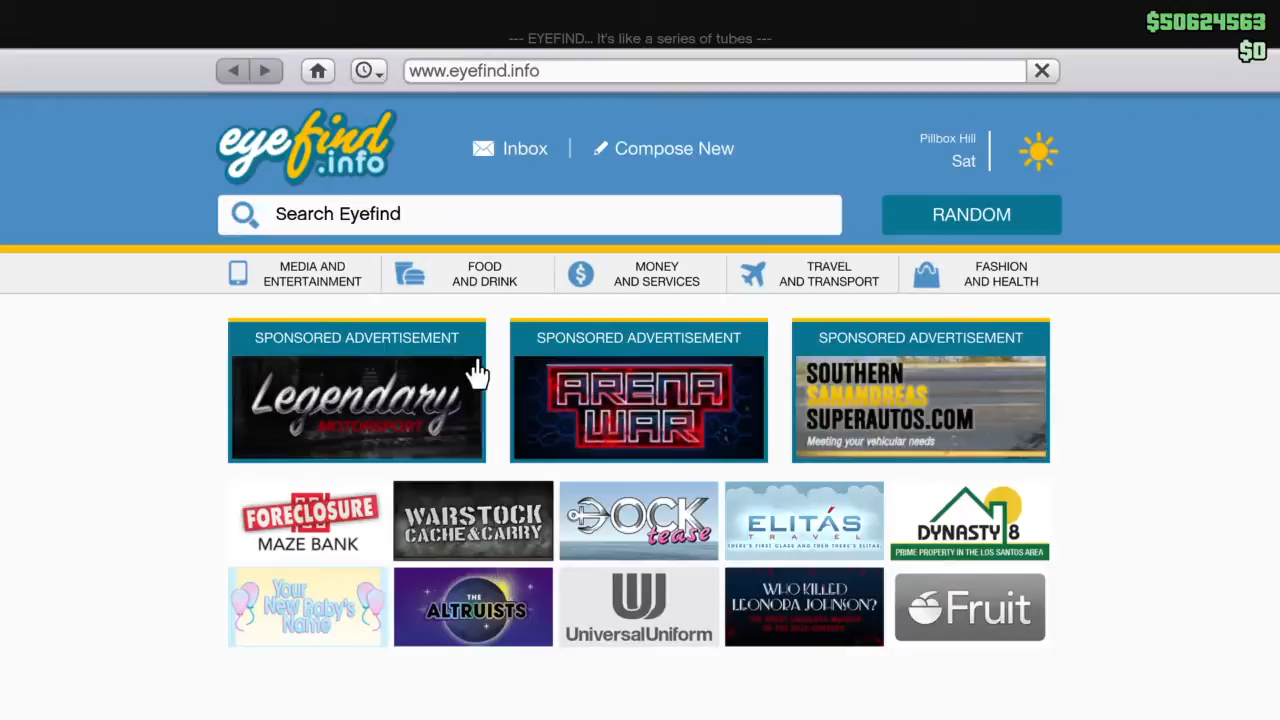 $50624563
--- EYEFIND... It's like a series of tubes ---
$0
www.eyefind.info
eyefind
.info
Inbox
Compose New
Pillbox Hill
Sat
Search Eyefind
RANDOM
MEDIA AND
ENTERTAINMENT
FOOD
AND DRINK
MONEY
AND SERVICES
TRAVEL
AND TRANSPORT
FASHION
AND HEALTH
SPONSORED ADVERTISEMENT
Legendary
MOTORSPORT
SPONSORED ADVERTISEMENT
ARENA
WAR
SPONSORED ADVERTISEMENT
SOUTHERN
SANANDREAS
SUPERAUTOS.COM
Meeting your vehicular needs
FORECLOSURE
MAZE BANK
WARSTOCK
CACHE&CARRY
DOCK
tease
ELITÁS
TRAVEL
THERE'S FIRST CLASS AND THEN THERE'S ELITAS
DYNASTY 8
PRIME PROPERTY IN THE LOS SANTOS AREA
Your
New Baby's
Name
THE
ALTRUISTS
UniversalUniform
WHO KILLED
LEONORA JOHNSON?
Fruit